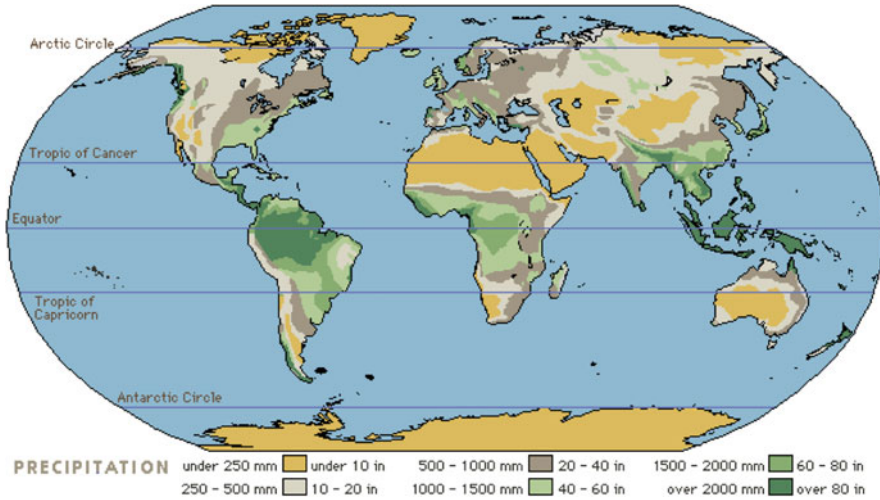 Arctic Circle
Tropic of Cancer
Equator
Tropic of
Capricorn
Antarctic Circle
PRECIPITATION under 250 mm under 10 in 500 - 1000 mm 20 - 40 in 1500 - 2000 mm 60 - 80 in
250 - 500 mm 10 - 20 in 1000 - 1500 mm 40 - 60 in over 2000 mm over 80 in